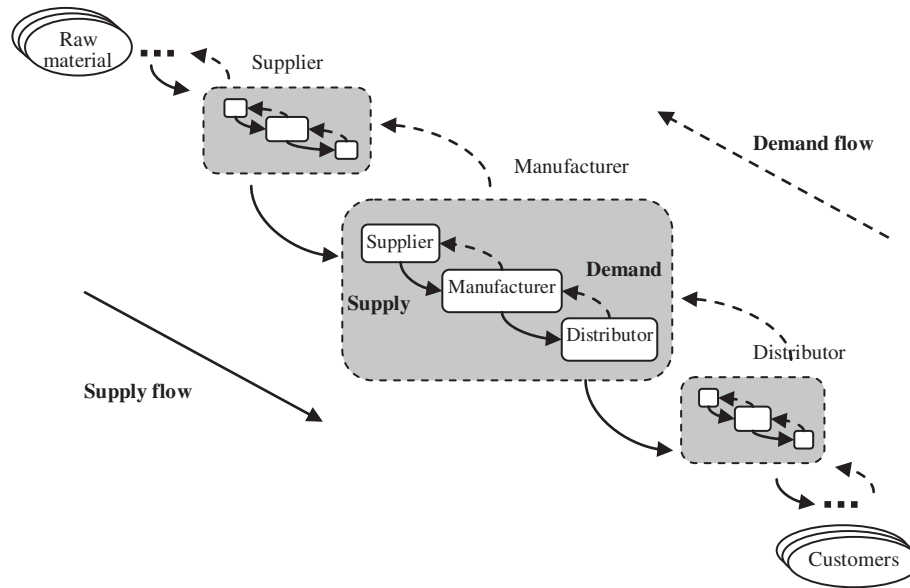 Raw
material
Supplier
Demand flow
Manufacturer
Supplier
Manufacturer
Demand
Supply
Distributor
Distributor
Supply flow
Customers